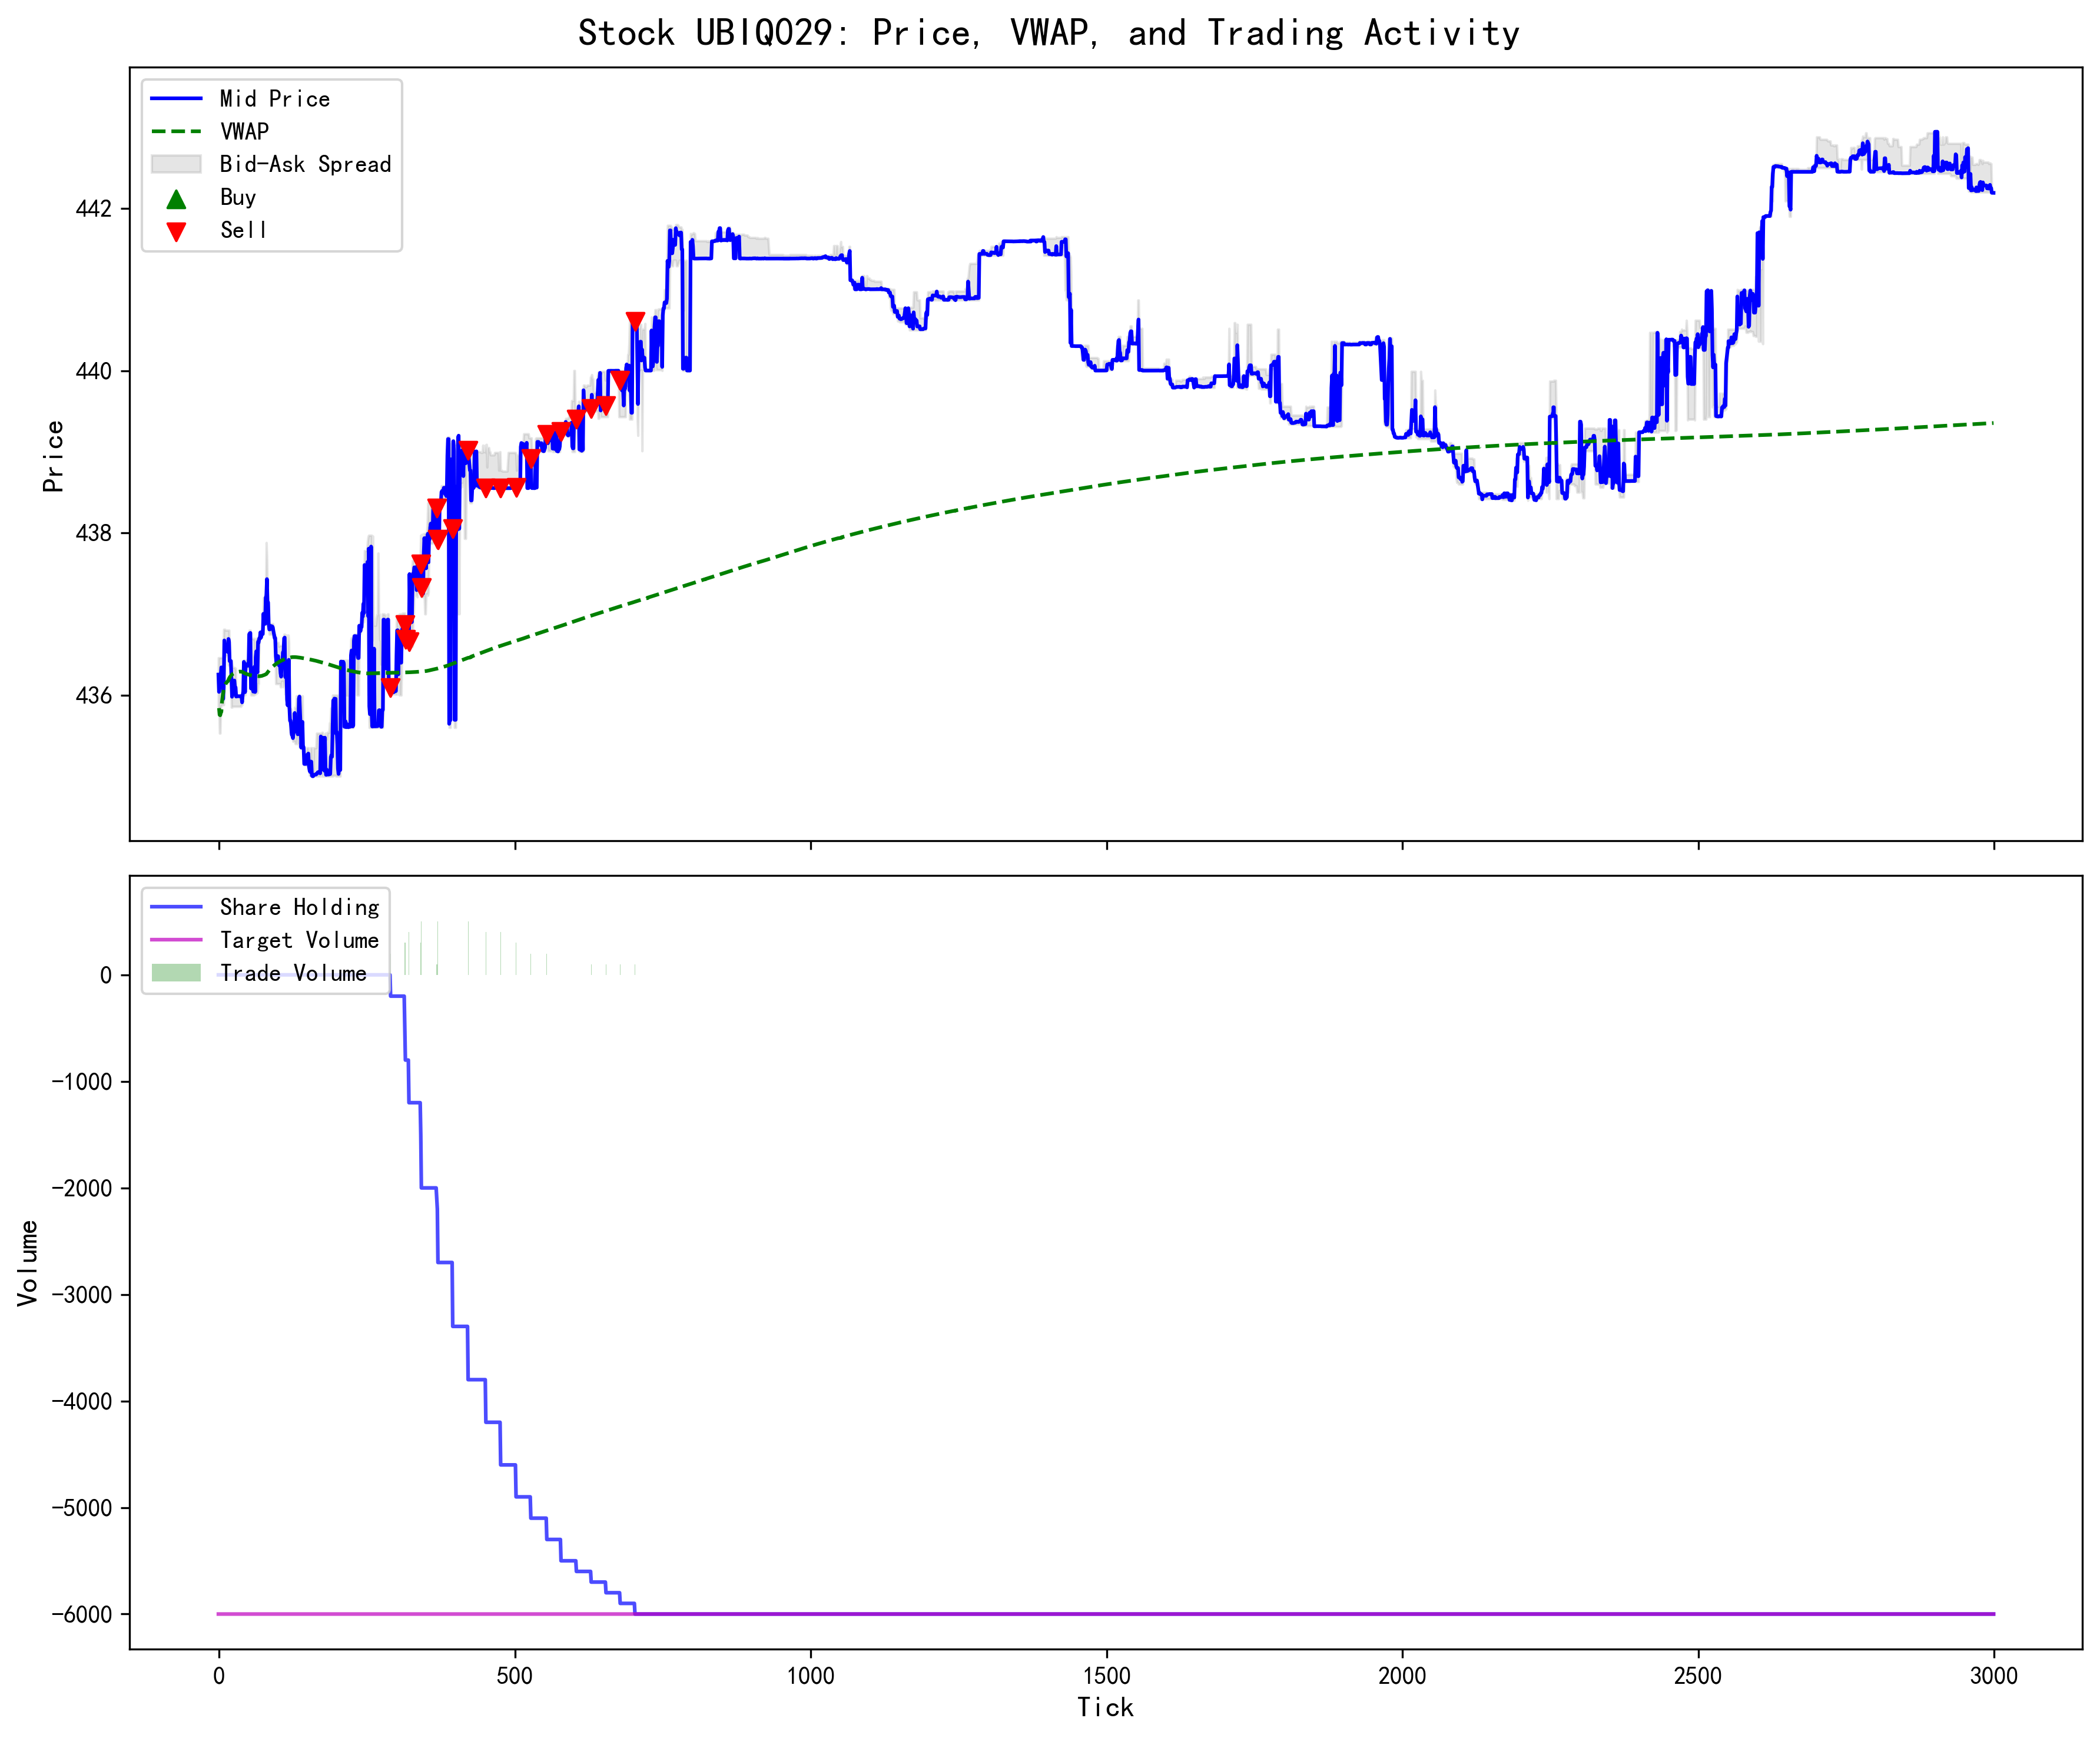 Stock UBIQ029: Price, VWAP, and Trading Activity
Mid Price
VWAP
Bid-Ask Spread
Buy
Sell
442
440
438
436
Price
Share Holding
Target Volume
Trade Volume
0
-1000
-2000
-3000
-4000
-5000
-6000
Volume
0 500 1000 1500 2000 2500 3000
Tick